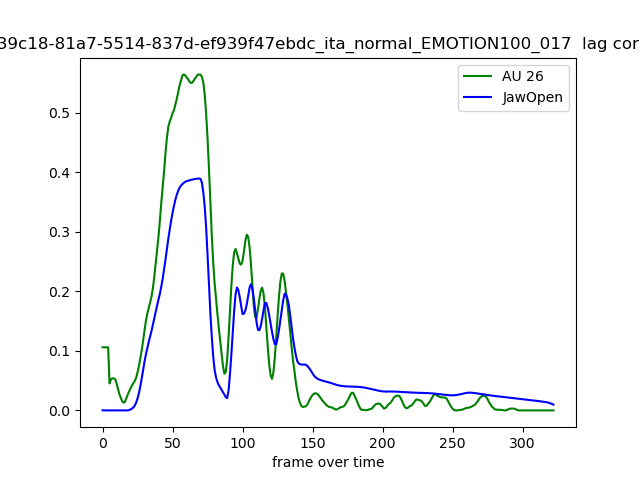 39c18-81a7-5514-837d-ef939f47ebdc_ita_normal_EMOTION100_017 lag cor
AU 26
JawOpen
0.5
0.4
0.3
0.2
0.1
0.0
0 50 100 150 200 250 300
frame over time